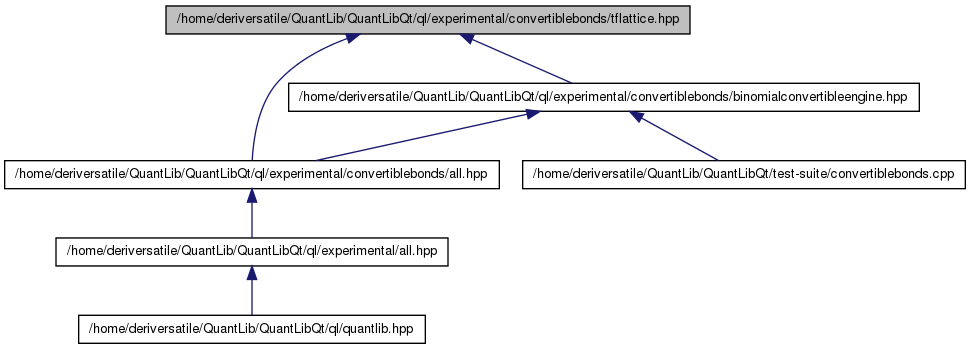 /home/deriversatile/QuantLib/QuantLibQt/ql/experimental/convertiblebonds/tflattice.hpp
/home/deriversatile/QuantLib/QuantLibQt/ql/experimental/convertiblebonds/binomialconvertibleengine.hpp
/home/deriversatile/QuantLib/QuantLibQt/ql/experimental/convertiblebonds/all.hpp
/home/deriversatile/QuantLib/QuantLibQt/test-suite/convertiblebonds.cpp
/home/deriversatile/QuantLib/QuantLibQt/ql/experimental/all.hpp
/home/deriversatile/QuantLib/QuantLibQt/ql/quantlib.hpp